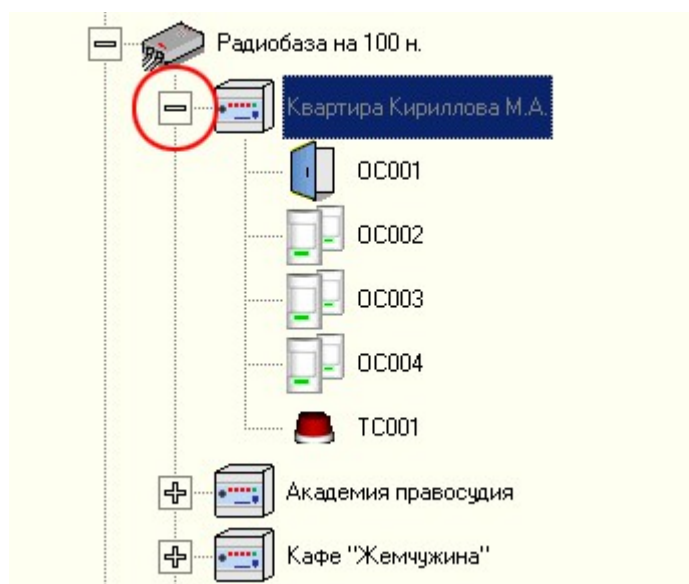 Радиобаза на 100 н.
Квартира Кириллова М.А.
ОС001
ОС002
ОС003
ОС004
ТС001
Академия правосудия
Кафе "Жемчужина"